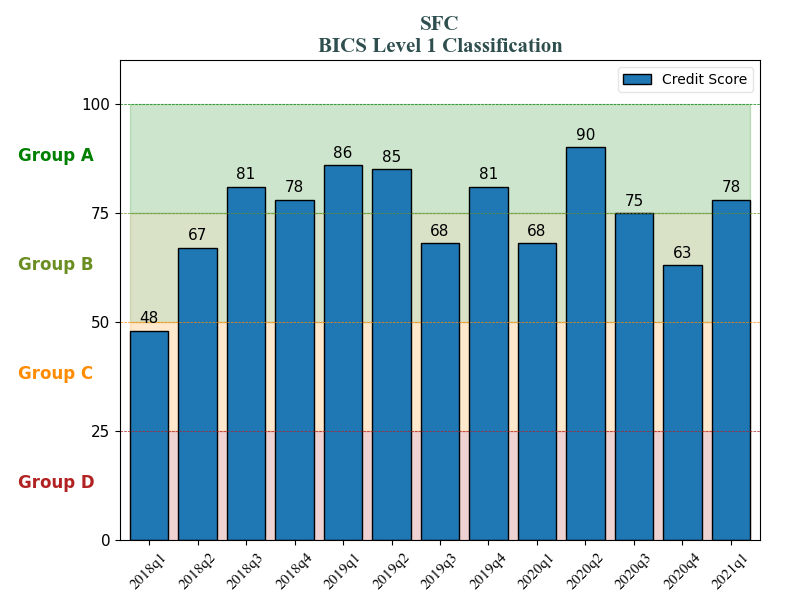 SFC
BICS Level 1 Classification
Credit Score
100
Group A
75
Group B
50
Group C
25
Group D
0
48
67
81
78
86
85
68
81
68
90
75
63
78
2018q1
2018q2
2018q3
2018q4
2019q1
2019q2
2019q3
2019q4
2020q1
2020q2
2020q3
2020q4
2021q1